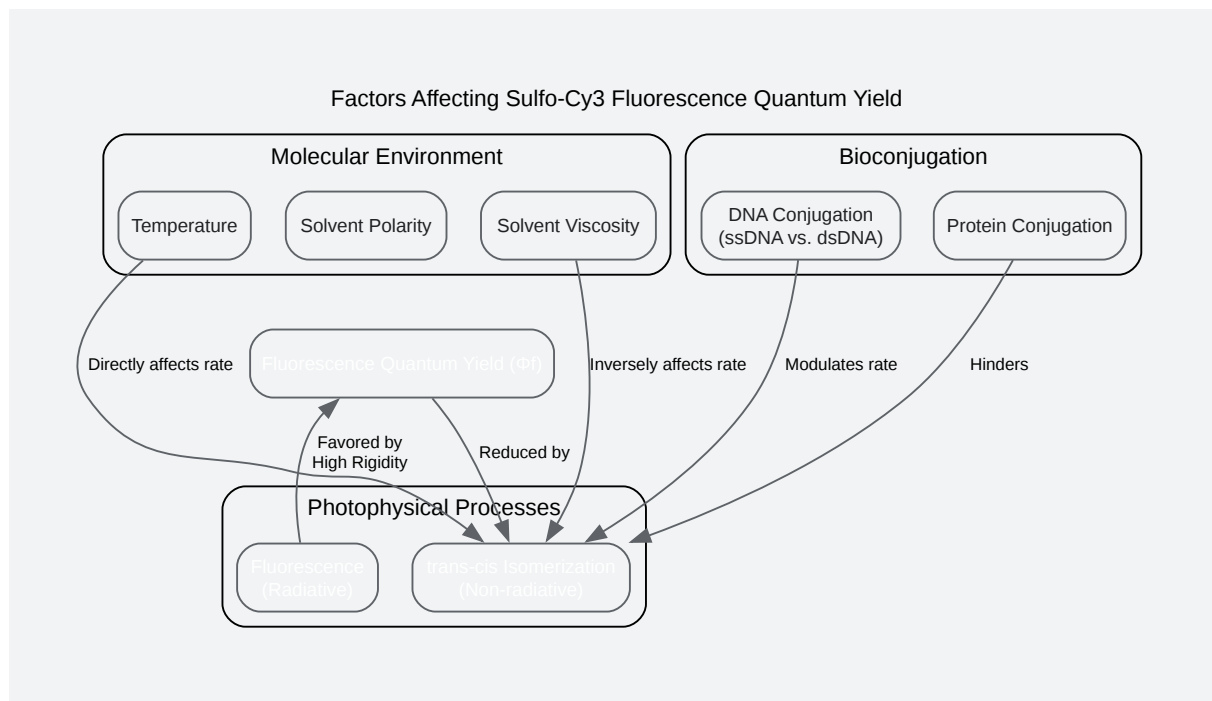 Factors Affecting Sulfo-Cy3 Fluorescence Quantum Yield
Molecular Environment
Bioconjugation
Temperature
Solvent Polarity
Solvent Viscosity
DNA Conjugation
(ssDNA vs. dsDNA)
Protein Conjugation
Directly affects rate
Fluorescence Quantum Yield (Φf)
Inversely affects rate
Modulates rate
Hinders
Favored by
High Rigidity
Reduced by
Photophysical Processes
Fluorescence
(Radiative)
trans-cis Isomerization
(Non-radiative)